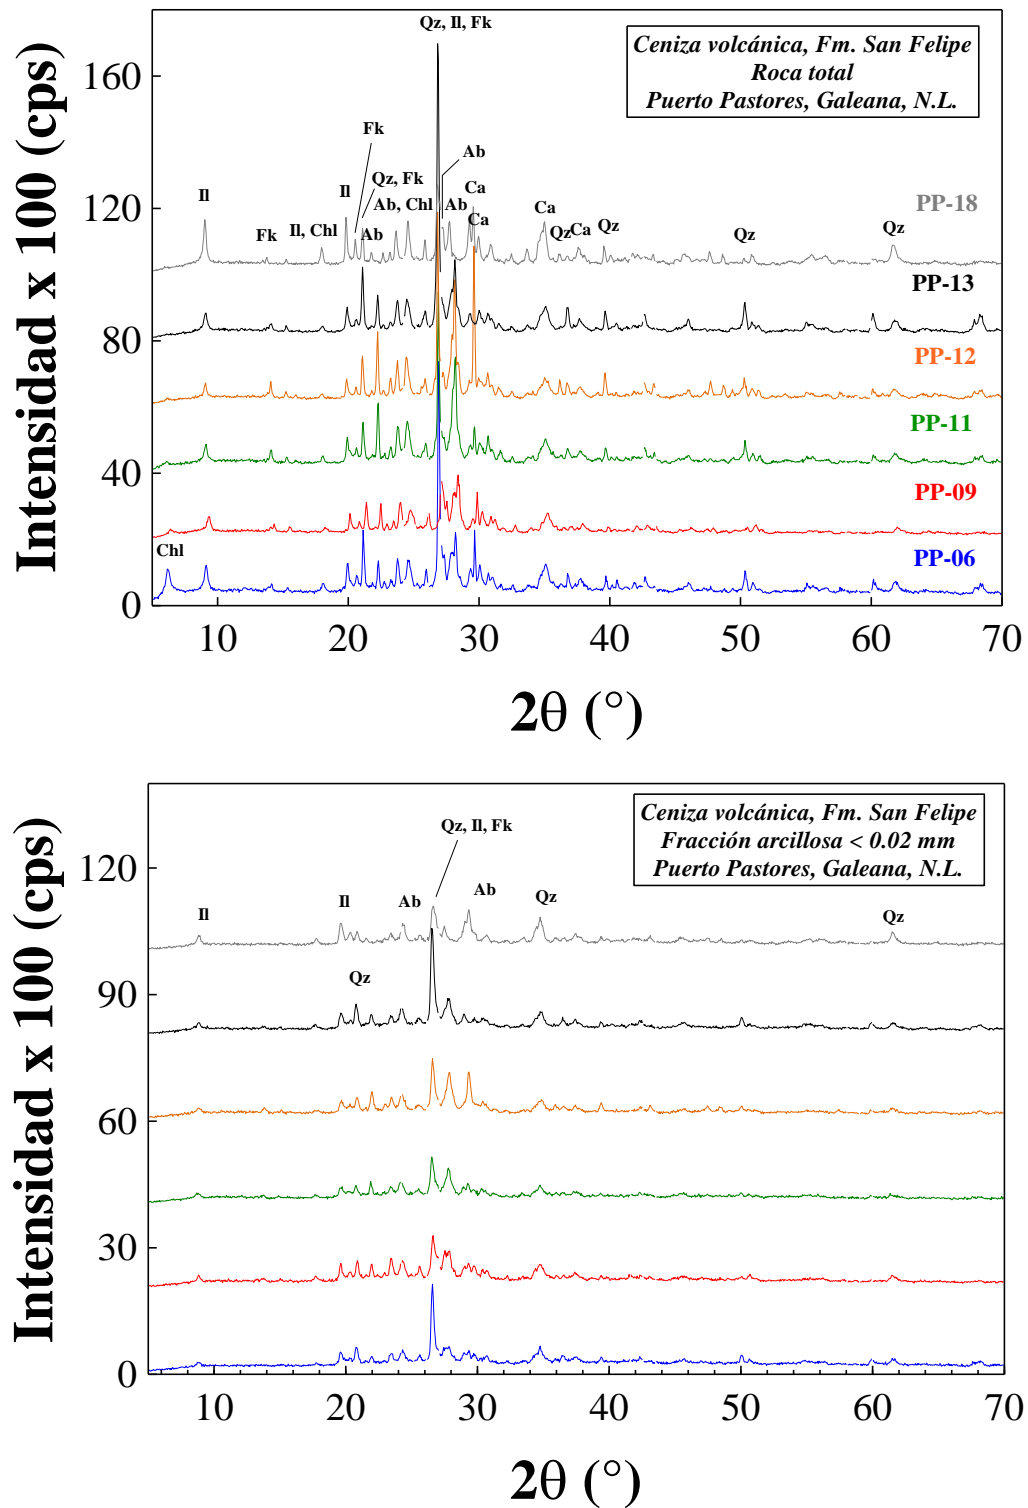 Qz, Il, Fk
Ceniza volcánica, Fm. San Felipe
Roca total
Puerto Pastores, Galeana, N.L.
Intensidad x 100 (cps)
160
120
80
40
0
Fk
Ab
Il
Il
Qz, Fk
Ca
Ab, Chl
Ab
PP-18
Fk
Il, Chl
Ab
Ca
Ca
Qz
Ca
Qz
Qz
Qz
PP-13
PP-12
PP-11
PP-09
Chl
PP-06
10
20
30
40
50
60
70
2θ (°)
Ceniza volcánica, Fm. San Felipe
Fracción arcillosa < 0.02 mm
Puerto Pastores, Galeana, N.L.
Intensidad x 100 (cps)
120
90
60
30
0
Qz, Il, Fk
Il
Il
Ab
Ab
Qz
Qz
Qz
10
20
30
40
50
60
70
2θ (°)